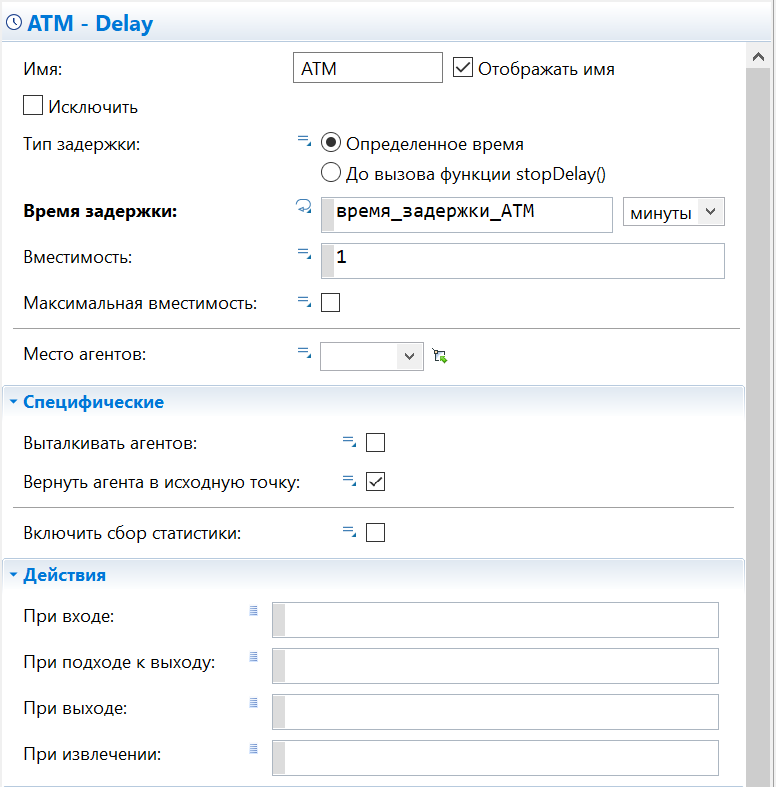 ATM - Delay
Имя: ATM Отображать имя
Исключить
Тип задержки: Определенное время
До вызова функции stopDelay()
Время задержки: время_задержки_ATM минуты
Вместимость: 1
Максимальная вместимость:
Место агентов:
Специфические
Выталкивать агентов:
Вернуть агента в исходную точку:
Включить сбор статистики:
Действия
При входе:
При подходе к выходу:
При выходе:
При извлечении: